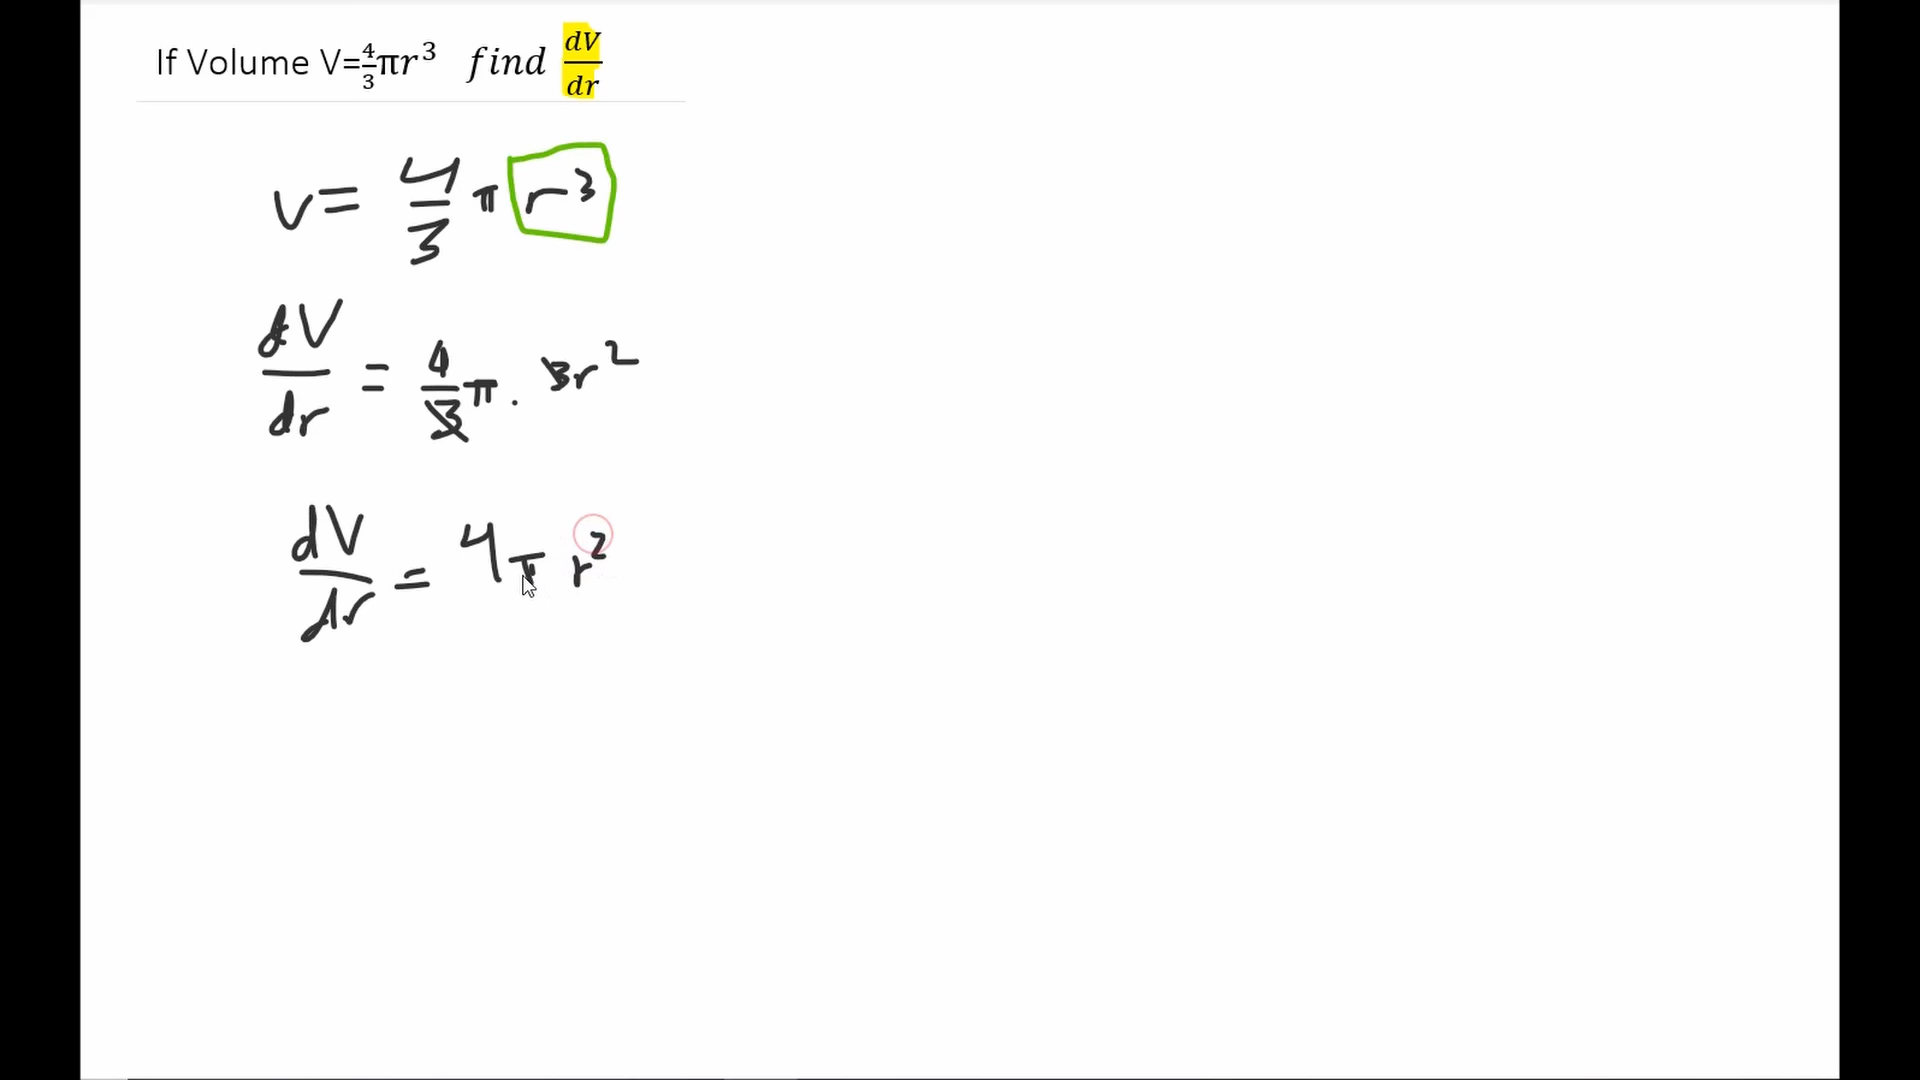 If Volume V=4/3πr³ find dV/dr
v = 4/3 π r³
dV/dr = 4/3 π . 3r²
dV/dr = 4π r²